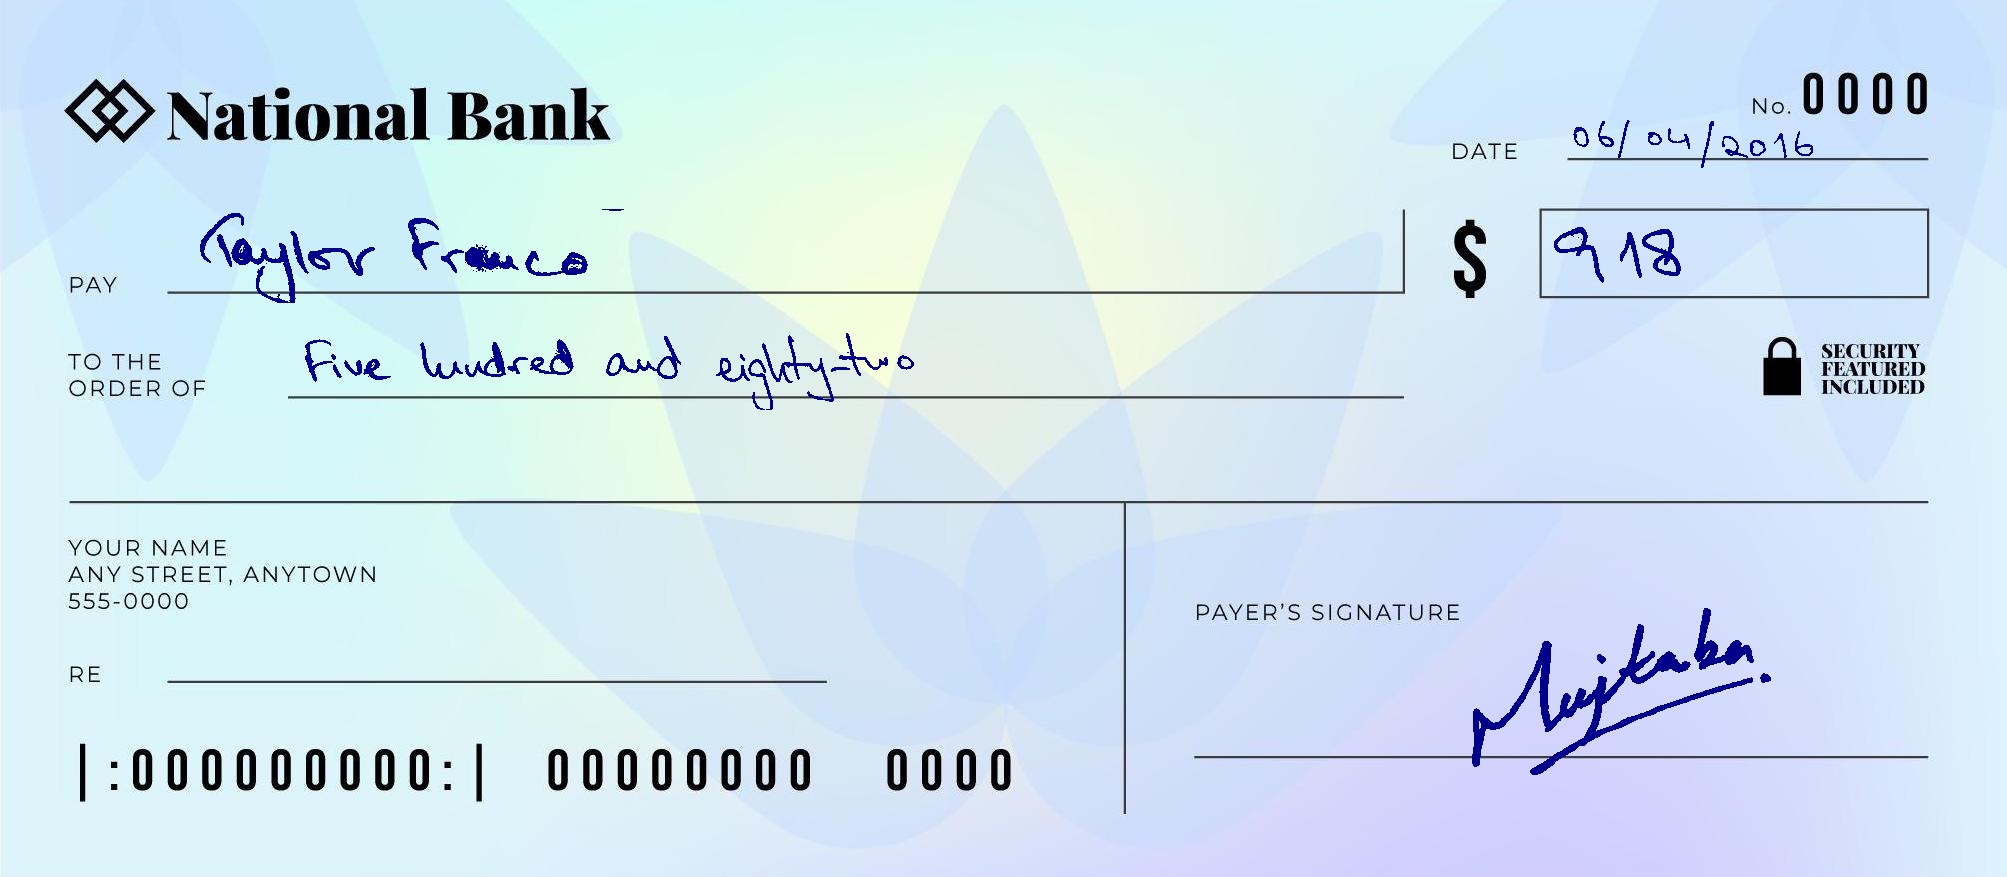 National Bank
No. 0000
DATE 06/04/2016
PAY Taylor Franco
$ 918
TO THE
ORDER OF Five hundred and eighty-two
SECURITY
FEATURED
INCLUDED
YOUR NAME
ANY STREET, ANYTOWN
555-0000
PAYER’S SIGNATURE
Mujtaba
RE
|:000000000:| 00000000 0000